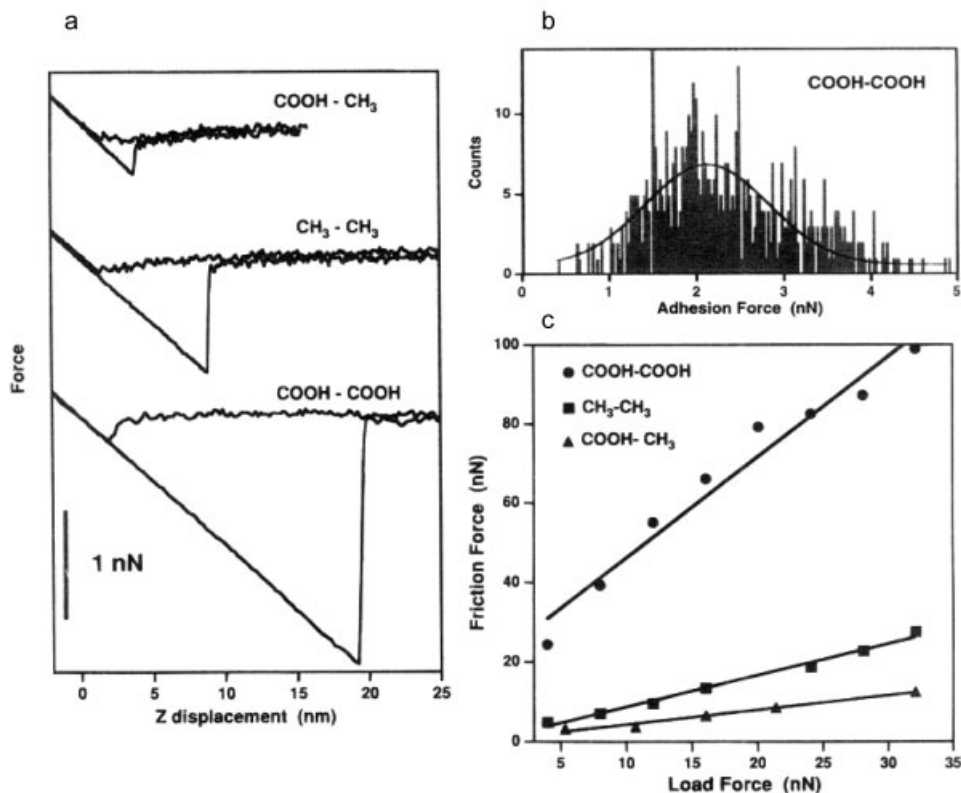 a
COOH - CH₃
CH₃ - CH₃
COOH - COOH
1 nN
Force
0 5 10 15 20 25
Z displacement (nm)
b
COOH-COOH
Counts
10
5
0
0 1 2 3 4 5
Adhesion Force (nN)
c
COOH-COOH
CH₃-CH₃
COOH- CH₃
Friction Force (nN)
100
80
60
40
20
0
5 10 15 20 25 30 35
Load Force (nN)